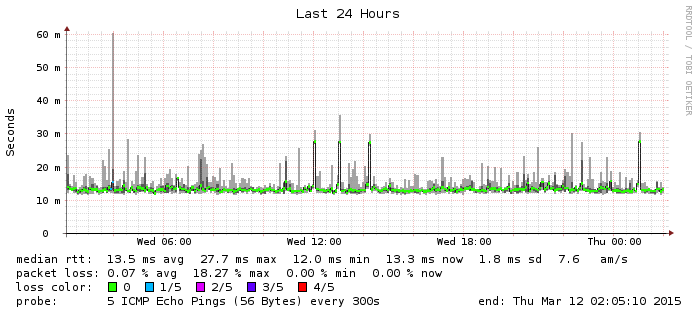 Last 24 Hours
RRDTOOL / TOBI OETIKER
Seconds
60 m
50 m
40 m
30 m
20 m
10 m
0
Wed 06:00 Wed 12:00 Wed 18:00 Thu 00:00
median rtt: 13.5 ms avg 27.7 ms max 12.0 ms min 13.3 ms now 1.8 ms sd 7.6 am/s
packet loss: 0.07 % avg 18.27 % max 0.00 % min 0.00 % now
loss color: 0 1/5 2/5 3/5 4/5
probe: 5 ICMP Echo Pings (56 Bytes) every 300s end: Thu Mar 12 02:05:10 2015